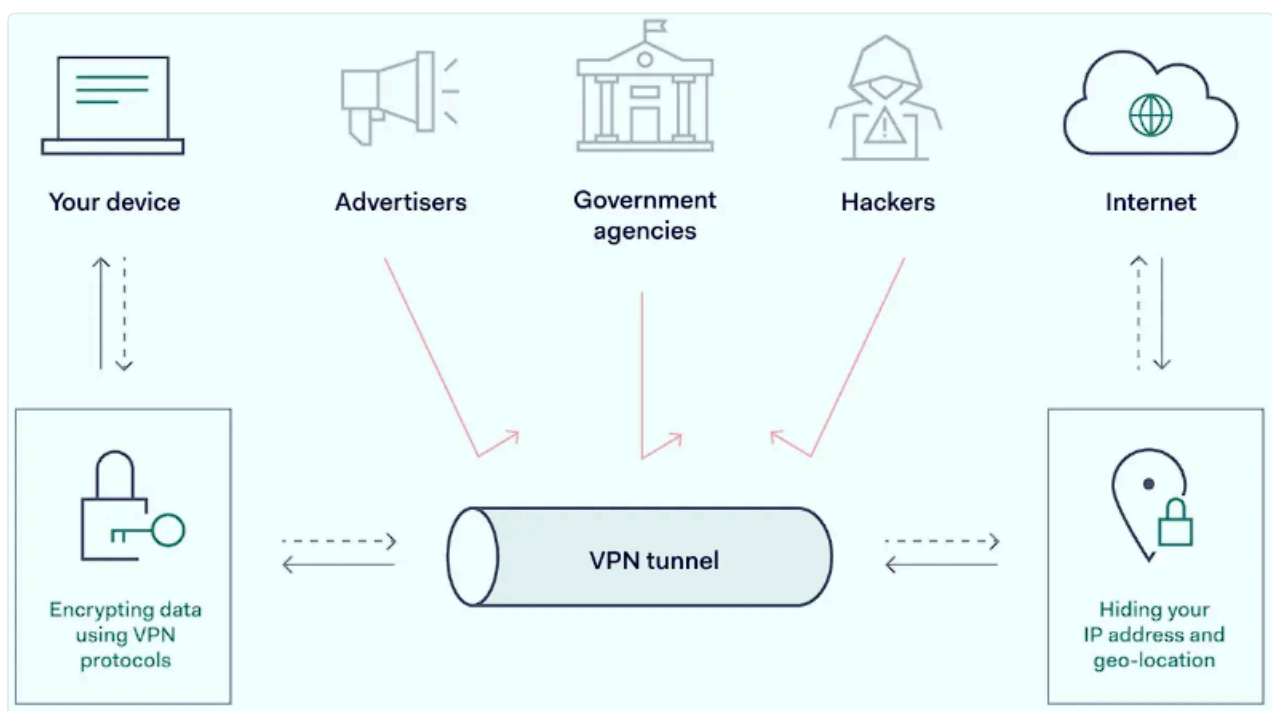 Your device
Advertisers
Government
agencies
Hackers
Internet
VPN tunnel
Encrypting data
using VPN
protocols
Hiding your
IP address and
geo-location